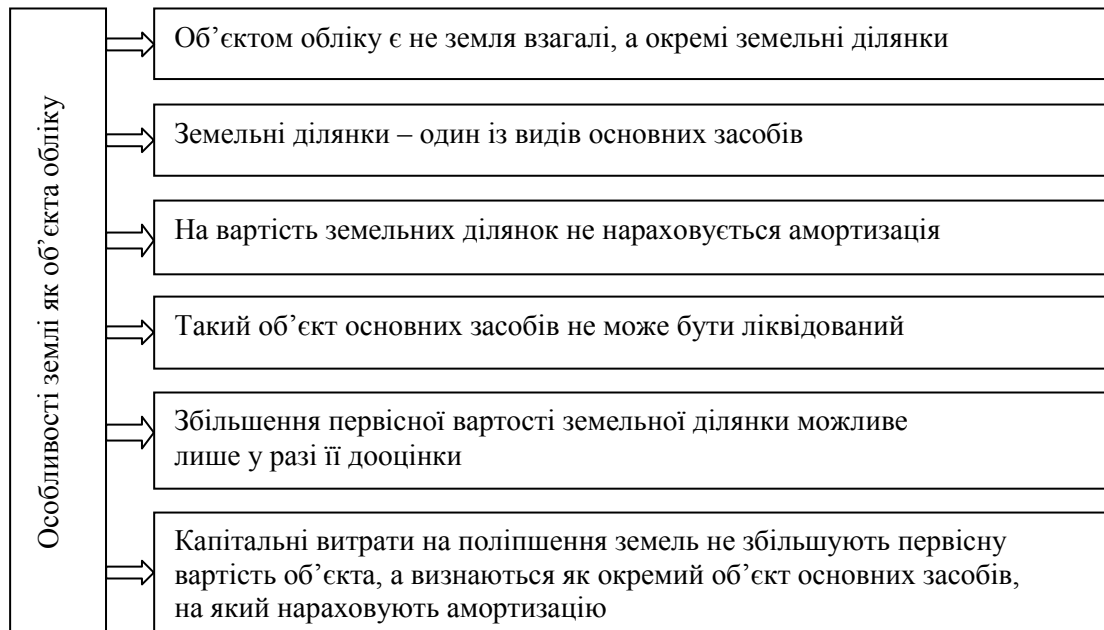 Особливості землі як об’єкта обліку
Об’єктом обліку є не земля взагалі, а окремі земельні ділянки
Земельні ділянки – один із видів основних засобів
На вартість земельних ділянок не нараховується амортизація
Такий об’єкт основних засобів не може бути ліквідований
Збільшення первісної вартості земельної ділянки можливе
лише у разі її дооцінки
Капітальні витрати на поліпшення земель не збільшують первісну
вартість об’єкта, а визнаються як окремий об’єкт основних засобів,
на який нараховують амортизацію